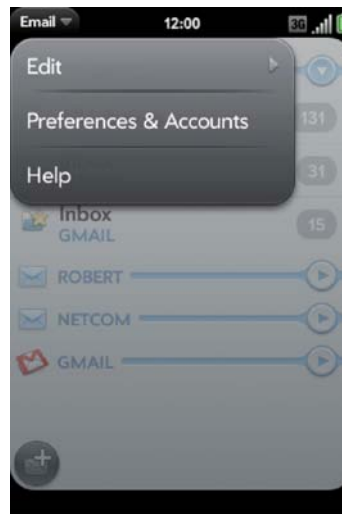 Email 12:00 3G
Edit
Preferences & Accounts 131
31
Help
Inbox 15
GMAIL
ROBERT
NETCOM
GMAIL